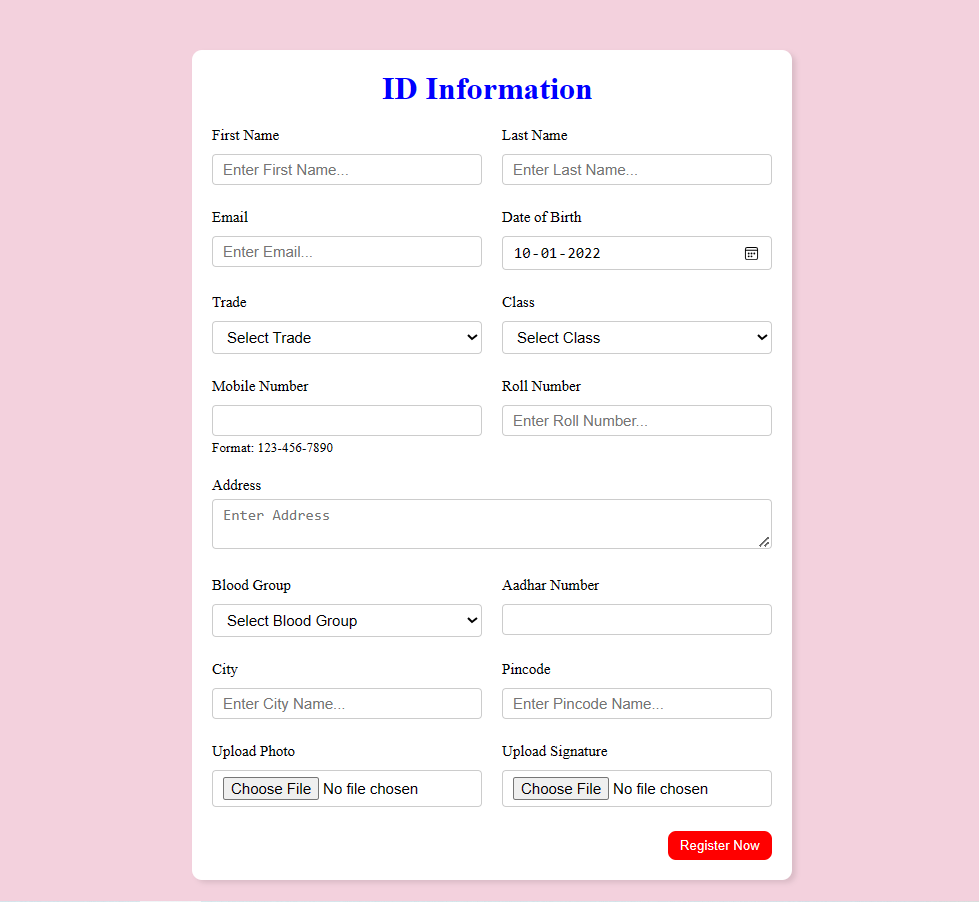 ID Information
First Name Last Name
Enter First Name... Enter Last Name...
Email Date of Birth
Enter Email... 10-01-2022
Trade Class
Select Trade Select Class
Mobile Number Roll Number
Enter Roll Number...
Format: 123-456-7890
Address
Enter Address
Blood Group Aadhar Number
Select Blood Group
City Pincode
Enter City Name... Enter Pincode Name...
Upload Photo Upload Signature
Choose File No file chosen Choose File No file chosen
Register Now